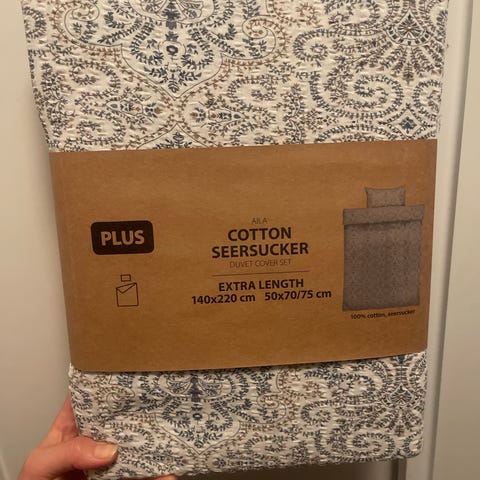 PLUS
AILA
COTTON
SEERSUCKER
DUVET COVER SET
EXTRA LENGTH
140x220 cm 50x70/75 cm
100% cotton, seersucker